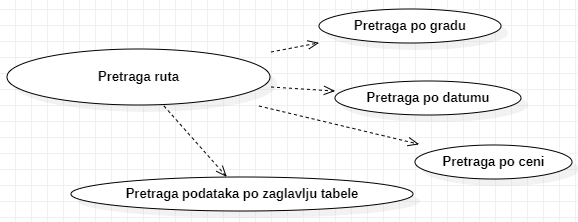 Pretraga po gradu
Pretraga ruta
Pretraga po datumu
Pretraga po ceni
Pretraga podataka po zaglavlju tabele